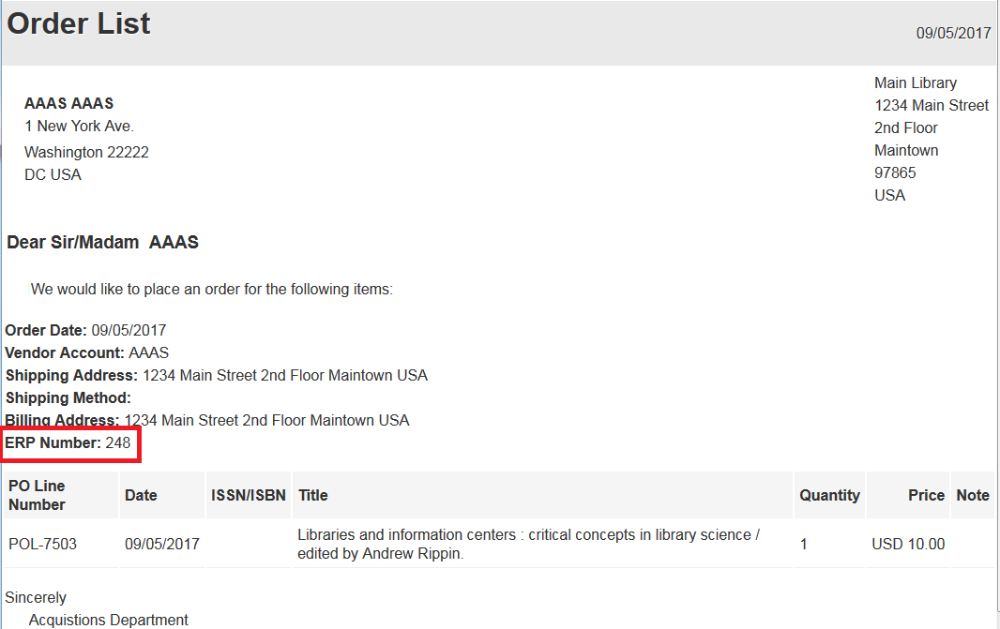 Order List
09/05/2017
AAAS AAAS
1 New York Ave.
Washington 22222
DC USA
Main Library
1234 Main Street
2nd Floor
Maintown
97865
USA
Dear Sir/Madam  AAAS
We would like to place an order for the following items:
Order Date: 09/05/2017
Vendor Account: AAAS
Shipping Address: 1234 Main Street 2nd Floor Maintown USA
Shipping Method:
Billing Address: 1234 Main Street 2nd Floor Maintown USA
ERP Number: 248
PO Line
Number
Date
ISSN/ISBN
Title
Quantity
Price
Note
POL-7503
09/05/2017
Libraries and information centers : critical concepts in library science /
edited by Andrew Rippin.
1
USD 10.00
Sincerely
Acquistions Department